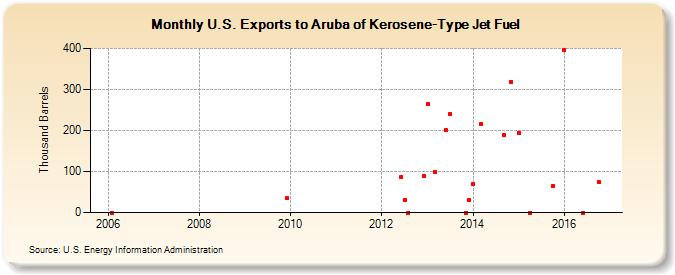 Monthly U.S. Exports to Aruba of Kerosene-Type Jet Fuel
Thousand Barrels
400
300
200
100
0
2006 2008 2010 2012 2014 2016
Source: U.S. Energy Information Administration